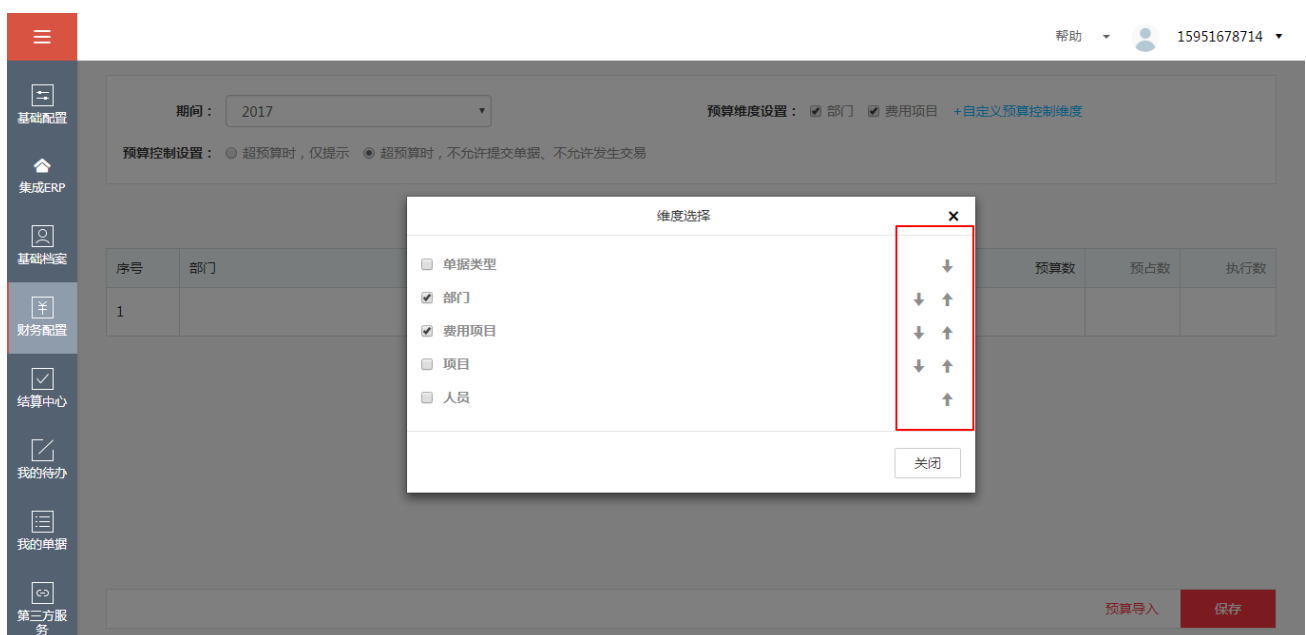 帮助 15951678714
基础配置
集成ERP
基础档案
财务配置
结算中心
我的待办
我的单据
第三方服
务
期间： 2017 预算维度设置： 部门 费用项目 +自定义预算控制维度
预算控制设置： 超预算时，仅提示 超预算时，不允许提交单据、不允许发生交易
序号 部门 预算数 预占数 执行数
1
维度选择 ×
单据类型
部门
费用项目
项目
人员
关闭
预算导入 保存